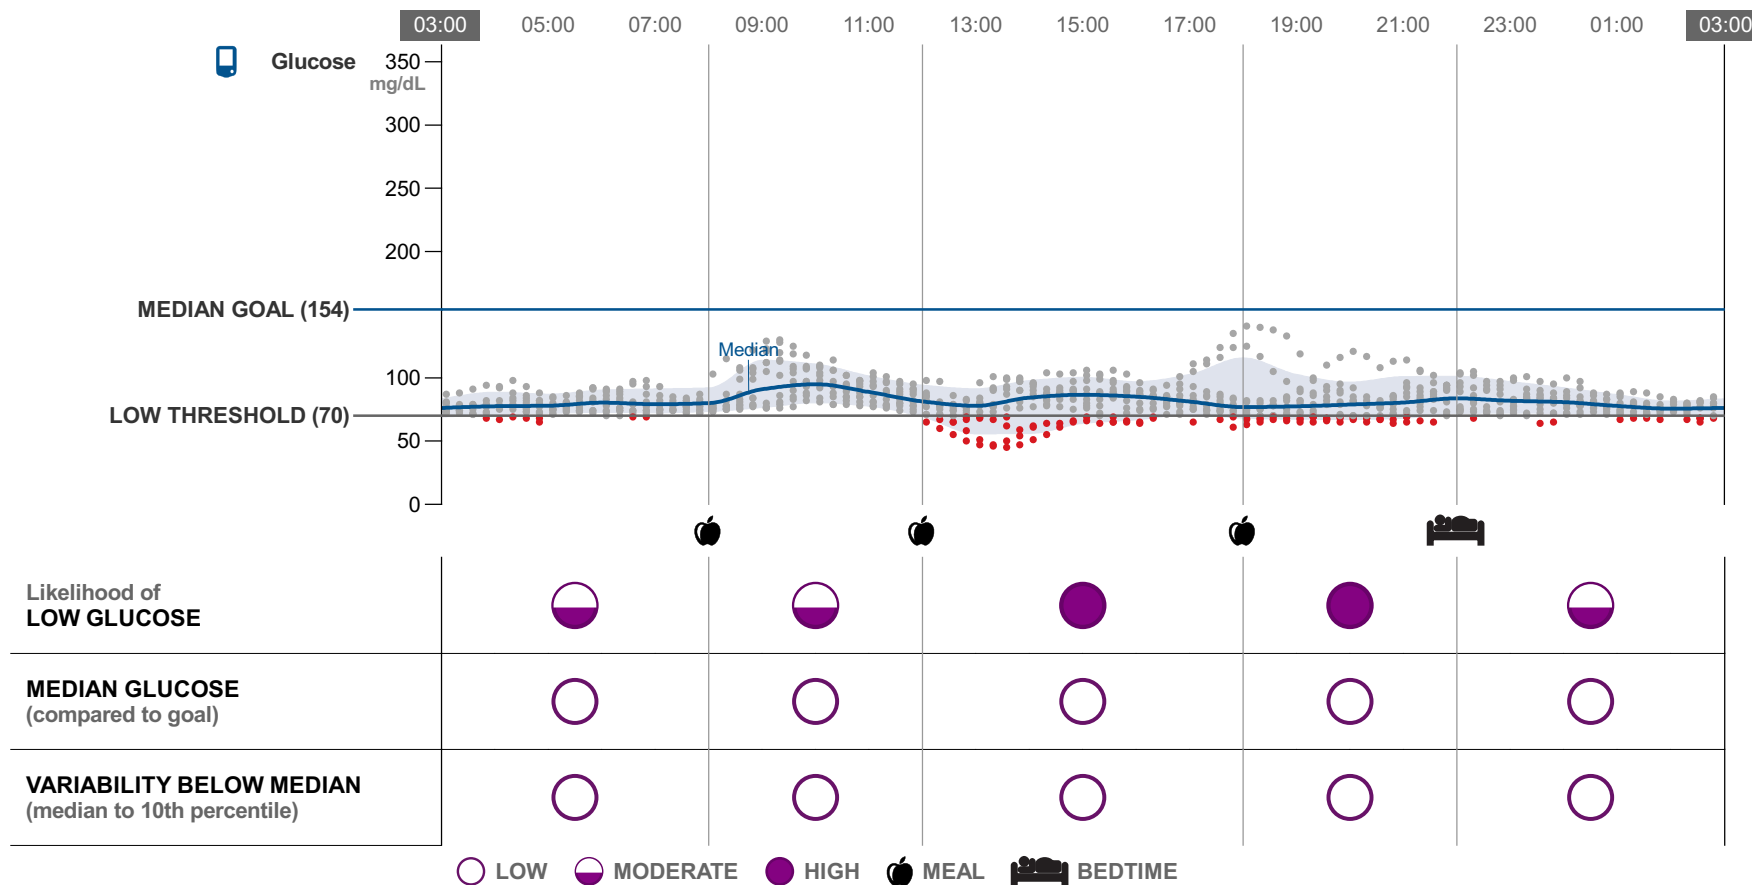 03:00 05:00 07:00 09:00 11:00 13:00 15:00 17:00 19:00 21:00 23:00 01:00 03:00
Glucose 350
mg/dL
300
250
200
MEDIAN GOAL (154)
Median
100
LOW THRESHOLD (70)
50
0
Likelihood of
LOW GLUCOSE
MEDIAN GLUCOSE
(compared to goal)
VARIABILITY BELOW MEDIAN
(median to 10th percentile)
LOW MODERATE HIGH MEAL BEDTIME